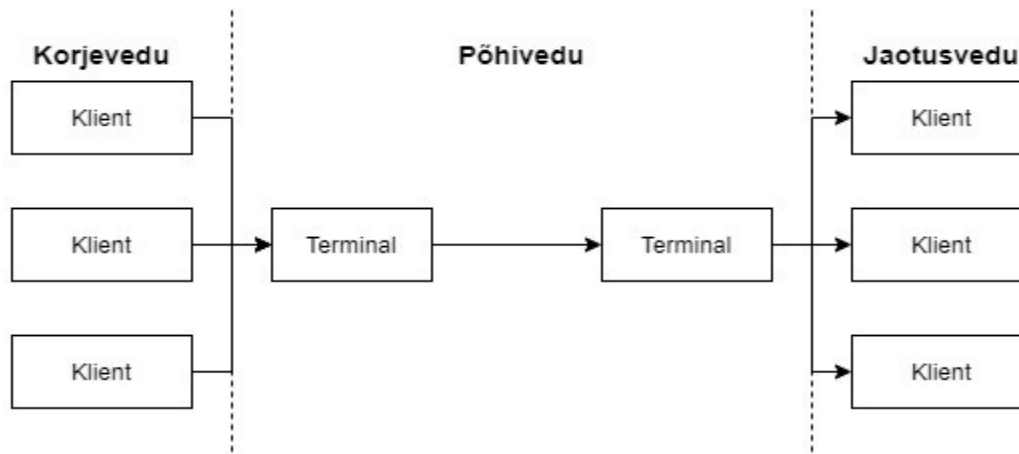 Korjevedu
Põhivedu
Jaotusvedu
Klient
Klient
Klient
Terminal
Terminal
Klient
Klient
Klient